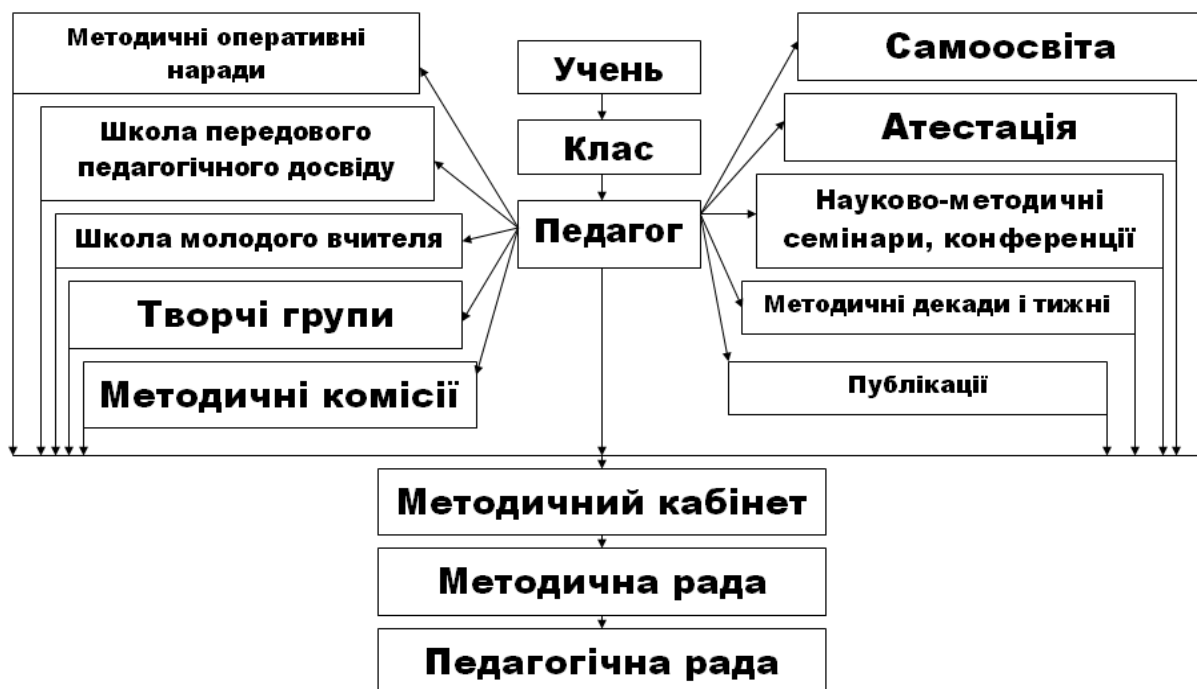 Методичні оперативні
наради
Школа передового
педагогічного досвіду
Школа молодого вчителя
Творчі групи
Методичні комісії
Учень
Клас
Педагог
Самоосвіта
Атестація
Науково-методичні
семінари, конференції
Методичні декади і тижні
Публікації
Методичний кабінет
Методична рада
Педагогічна рада